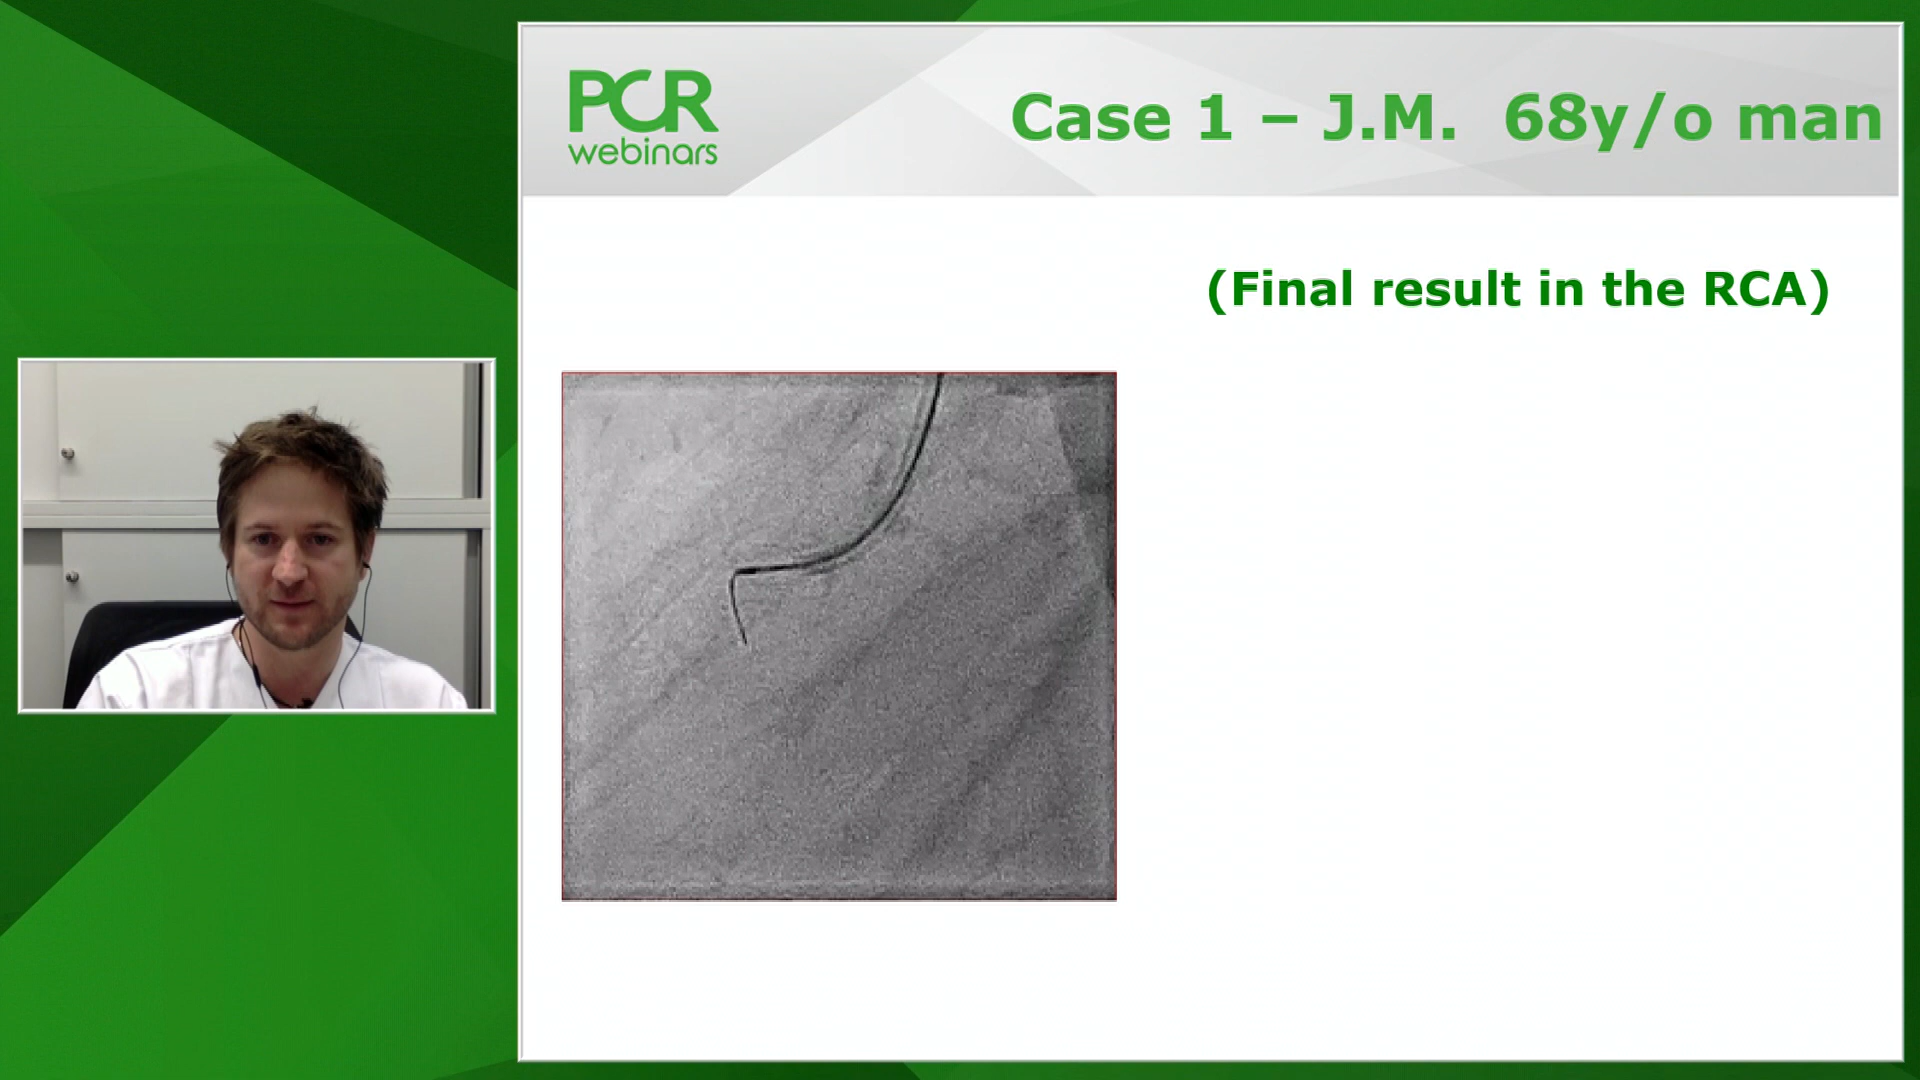 PCR
webinars
Case 1 – J.M.  68y/o man
(Final result in the RCA)